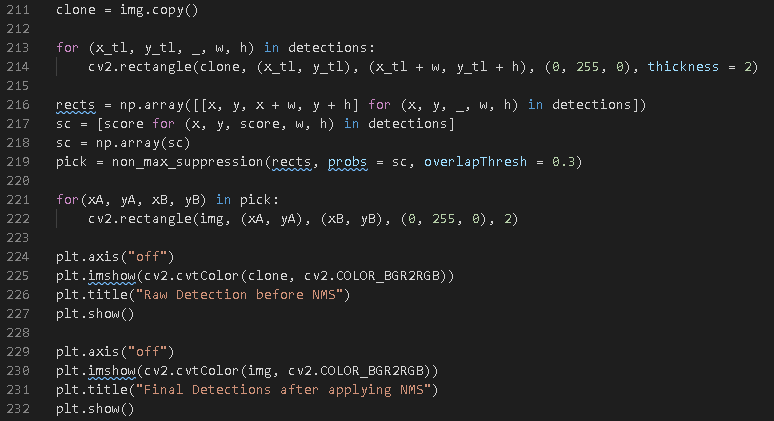 211 clone = img.copy()
212
213 for (x_tl, y_tl, _, w, h) in detections:
214     cv2.rectangle(clone, (x_tl, y_tl), (x_tl + w, y_tl + h), (0, 255, 0), thickness = 2)
215
216 rects = np.array([[x, y, x + w, y + h] for (x, y, _, w, h) in detections])
217 sc = [score for (x, y, score, w, h) in detections]
218 sc = np.array(sc)
219 pick = non_max_suppression(rects, probs = sc, overlapThresh = 0.3)
220
221 for(xA, yA, xB, yB) in pick:
222     cv2.rectangle(img, (xA, yA), (xB, yB), (0, 255, 0), 2)
223
224 plt.axis("off")
225 plt.imshow(cv2.cvtColor(clone, cv2.COLOR_BGR2RGB))
226 plt.title("Raw Detection before NMS")
227 plt.show()
228
229 plt.axis("off")
230 plt.imshow(cv2.cvtColor(img, cv2.COLOR_BGR2RGB))
231 plt.title("Final Detections after applying NMS")
232 plt.show()